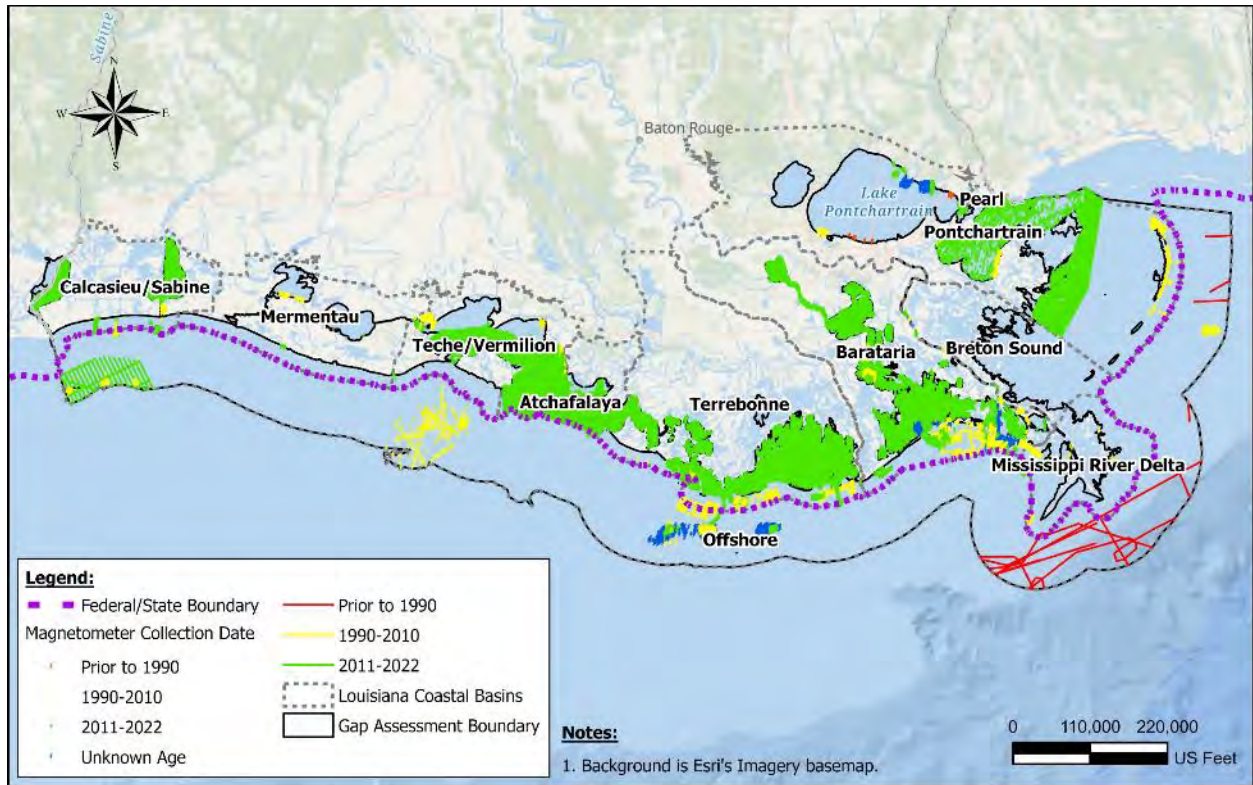 Sabine
N
W
E
S
Baton Rouge
Lake
Pontchartrain
Pearl
Pontchartrain
Calcasieu/Sabine
Mermentau
Teche/Vermilion
Barataria
Breton Sound
Atchafalaya
Terrebonne
Mississippi River Delta
Offshore
Legend:
Federal/State Boundary
Magnetometer Collection Date
Prior to 1990
1990-2010
2011-2022
Unknown Age
Prior to 1990
1990-2010
2011-2022
Louisiana Coastal Basins
Gap Assessment Boundary
Notes:
1. Background is Esri's Imagery basemap.
0 110,000 220,000
US Feet